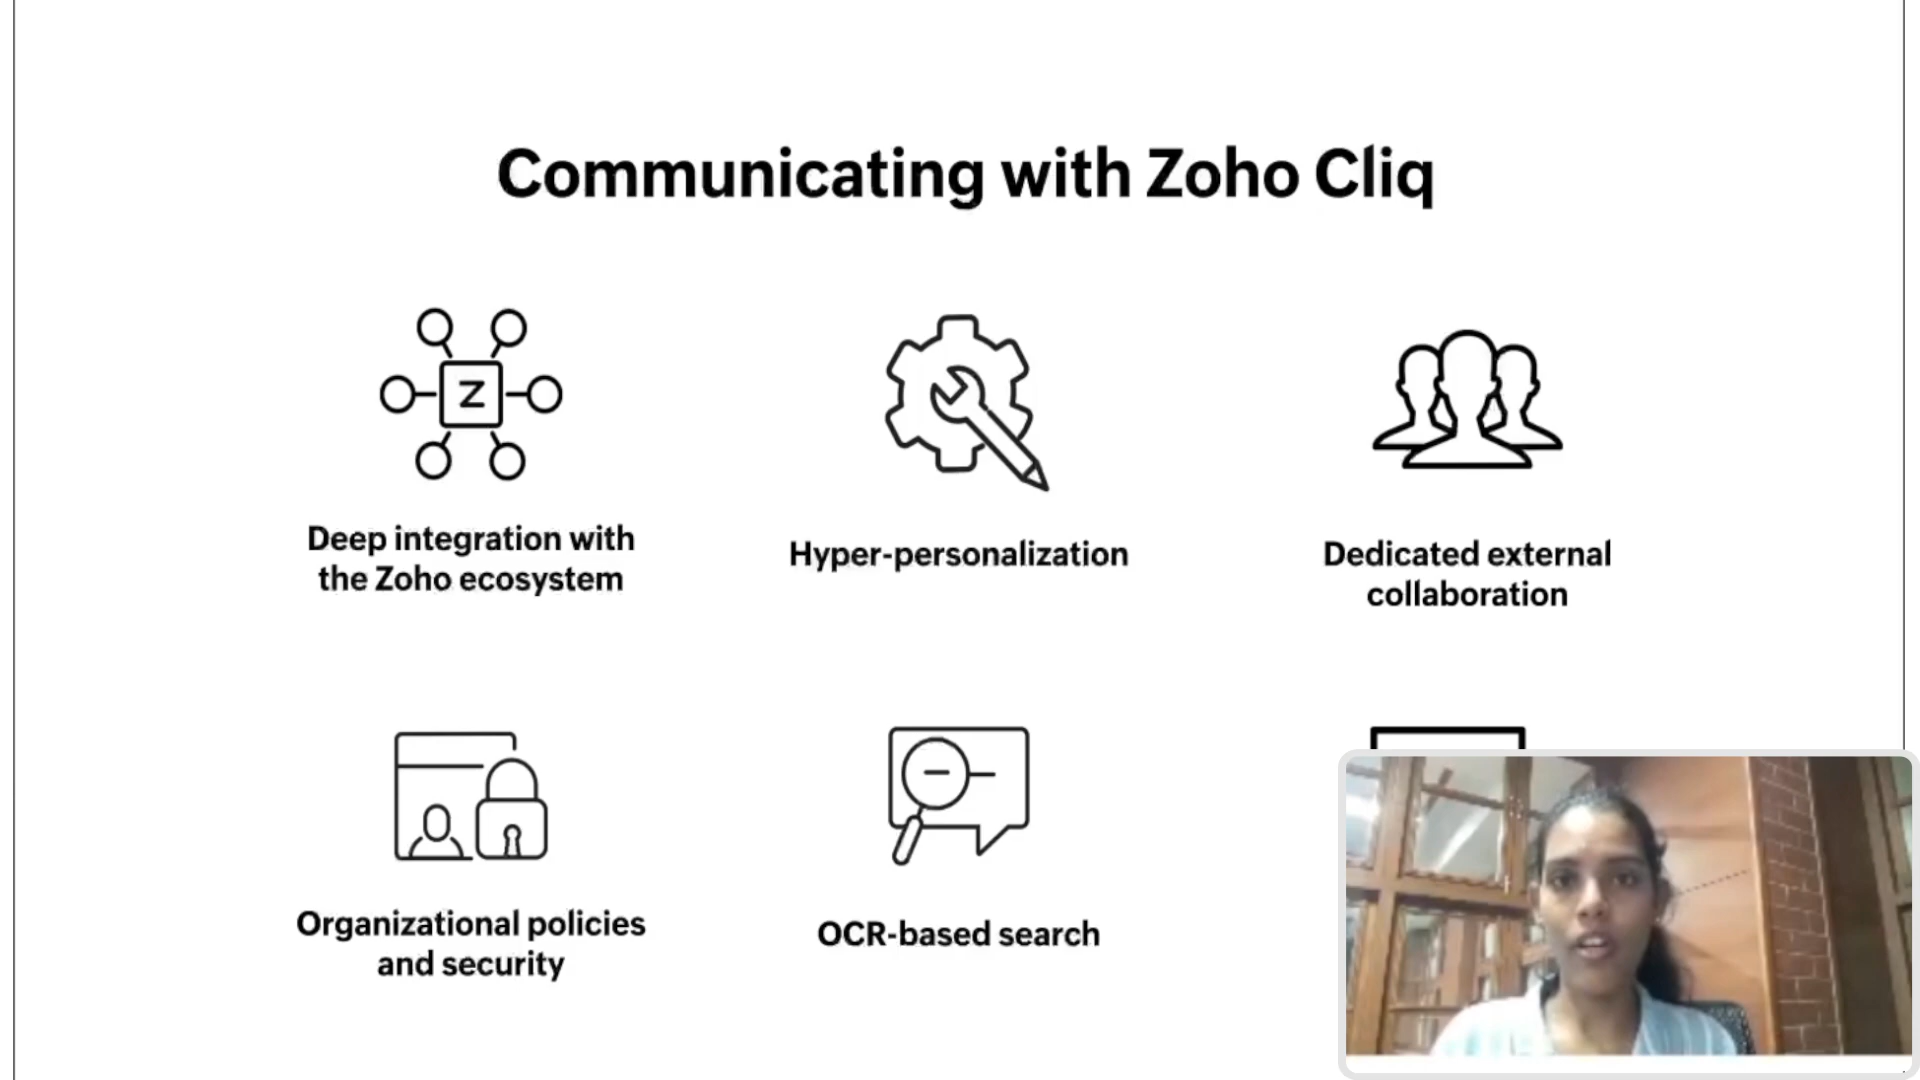 Communicating with Zoho Cliq
Z
Deep integration with
the Zoho ecosystem
Hyper-personalization
Dedicated external
collaboration
Organizational policies
and security
OCR-based search